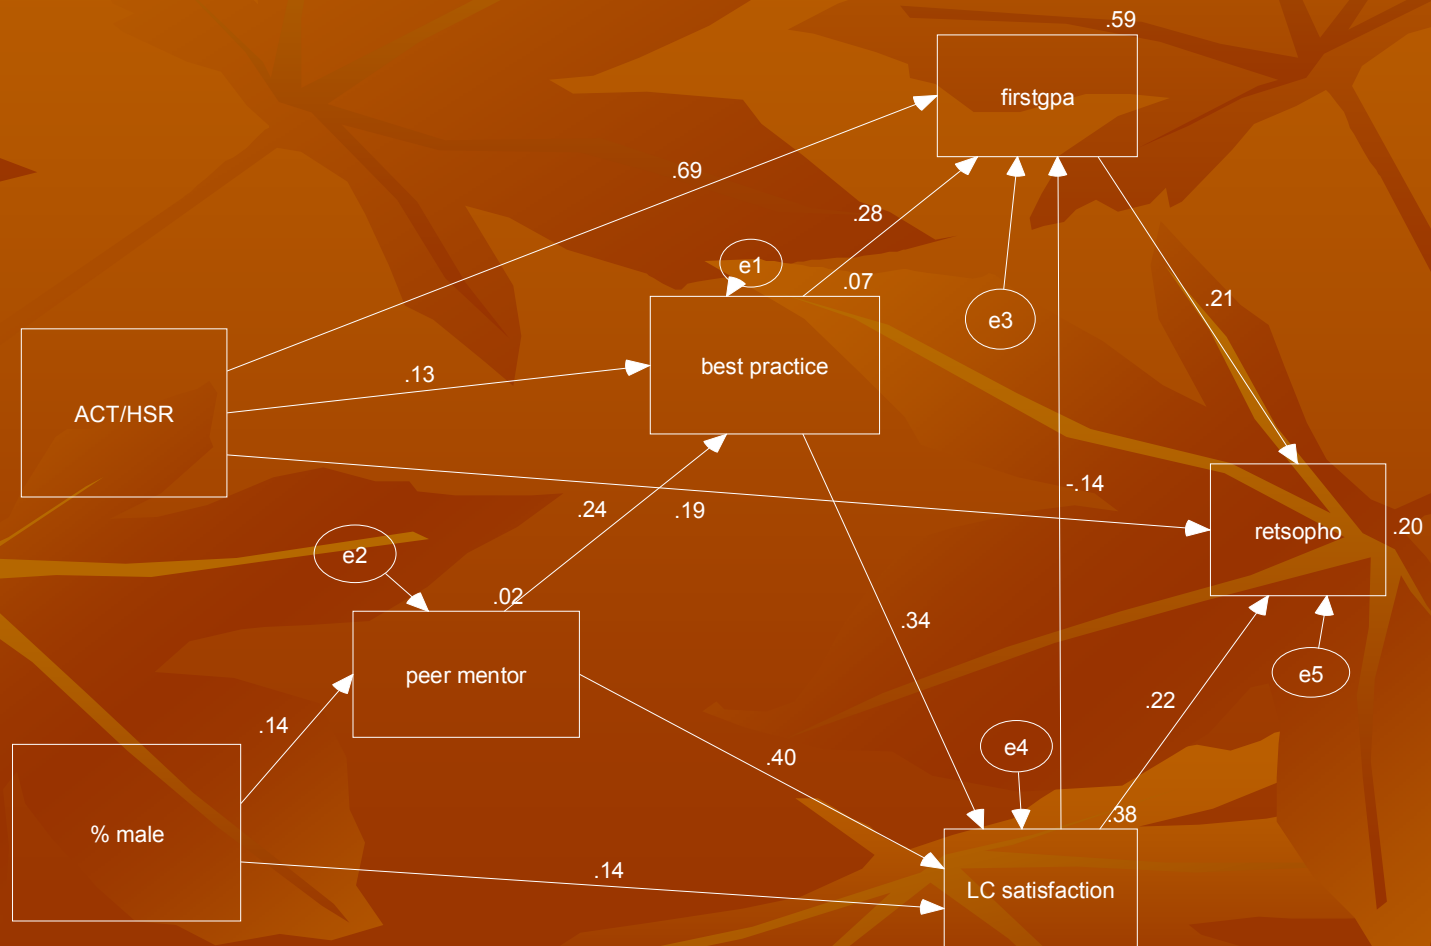 .59
firstgpa
.69
.28
e1
.07
e3
.21
best practice
.13
ACT/HSR
-.14
.24
.19
retsopho
.20
e2
.02
.34
peer mentor
e5
.22
.14
e4
.40
.38
% male
.14
LC satisfaction